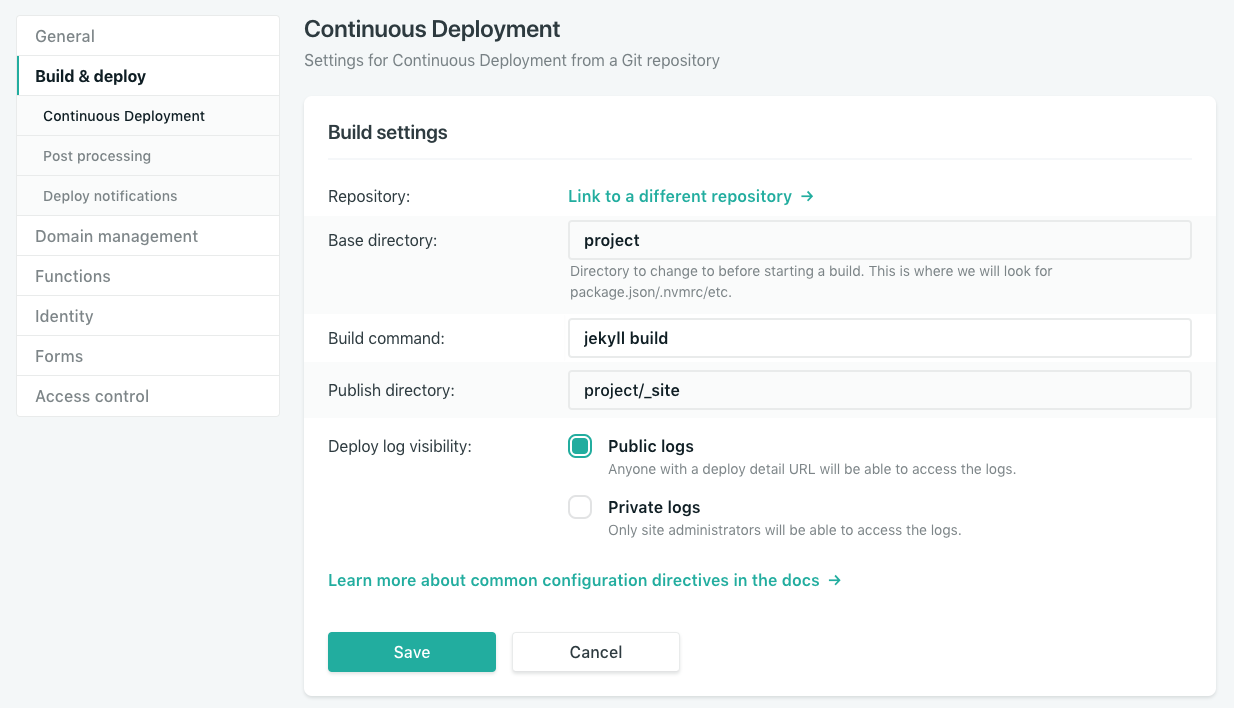 General
Build & deploy
Continuous Deployment
Post processing
Deploy notifications
Domain management
Functions
Identity
Forms
Access control
Continuous Deployment
Settings for Continuous Deployment from a Git repository
Build settings
Repository: Link to a different repository →
Base directory: project
Directory to change to before starting a build. This is where we will look for
package.json/.nvmrc/etc.
Build command: jekyll build
Publish directory: project/_site
Deploy log visibility: Public logs
Anyone with a deploy detail URL will be able to access the logs.
Private logs
Only site administrators will be able to access the logs.
Learn more about common configuration directives in the docs →
Save Cancel